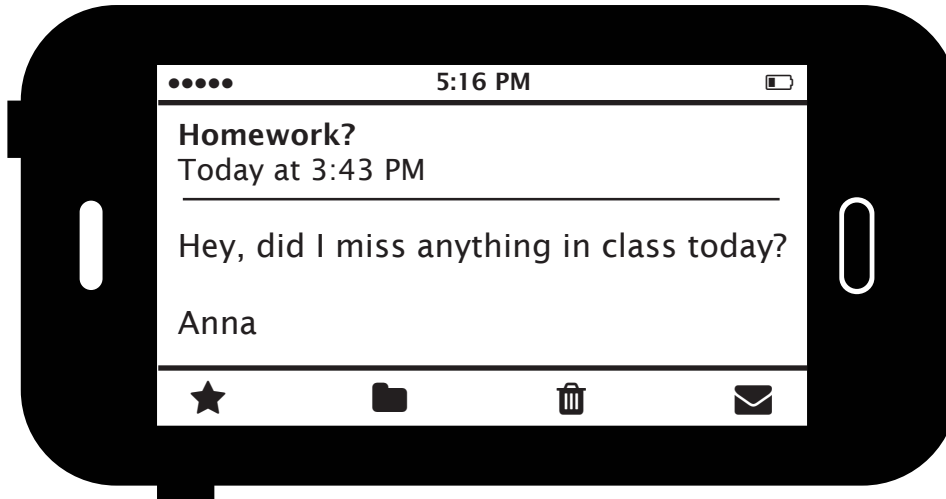 5:16 PM
Homework?
Today at 3:43 PM
Hey, did I miss anything in class today?
Anna